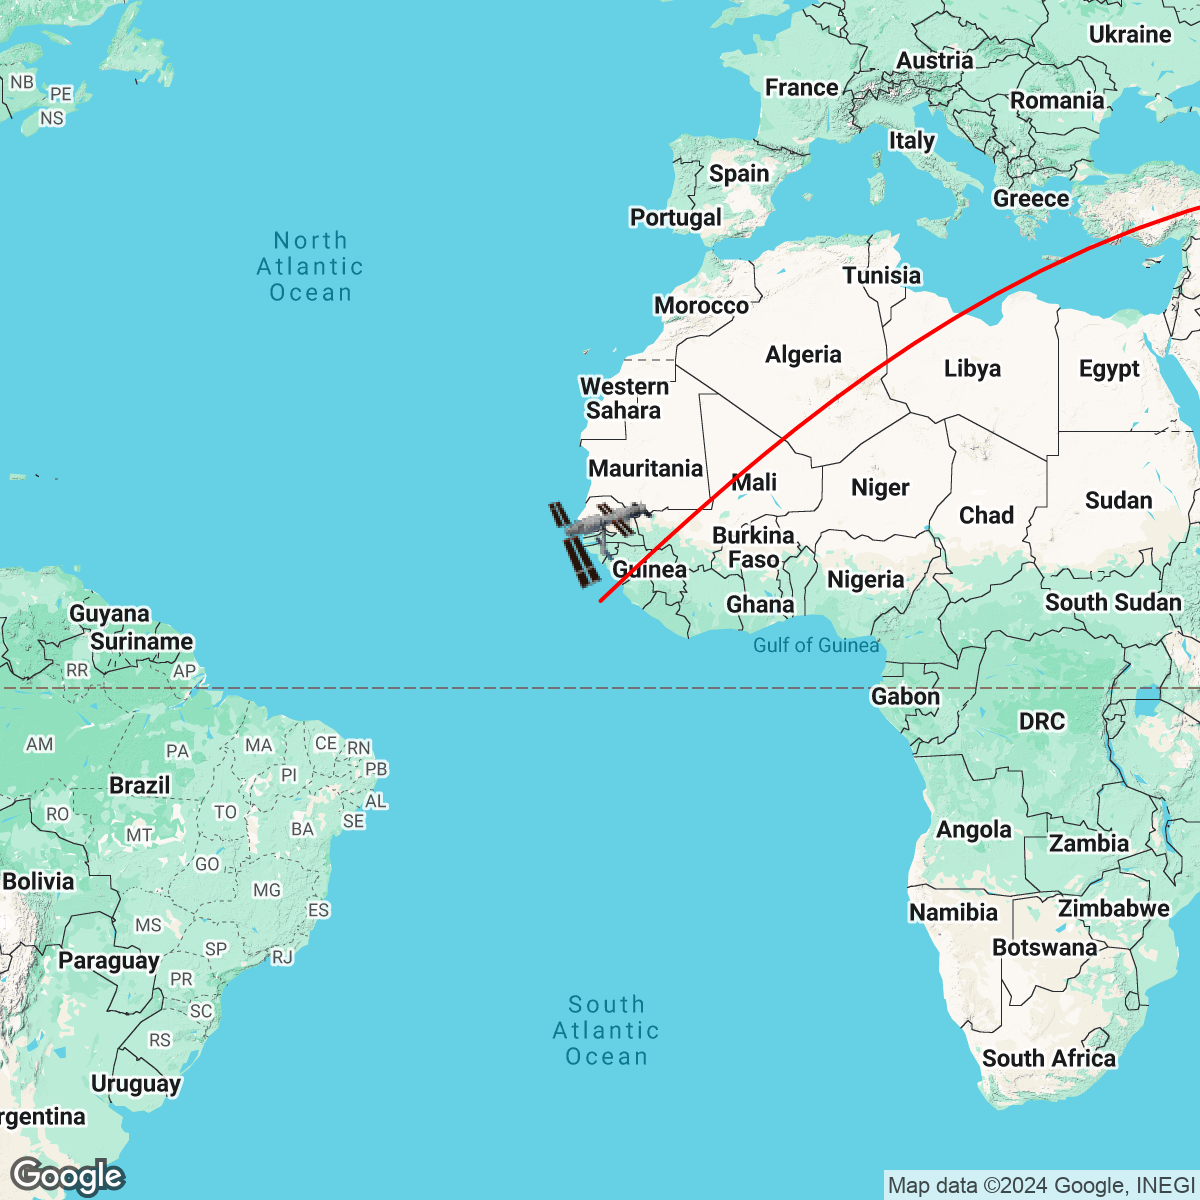 Ukraine
Austria
NB
France
PE
Romania
NS
Italy
Spain
Greece
Portugal
North
Atlantic
Ocean
Tunisia
Morocco
Algeria
Libya
Egypt
Western
Sahara
Mauritania
Mali
Niger
Sudan
Chad
Burkina
Faso
Guinea
Nigeria
Ghana
South Sudan
Guyana
Suriname
Gulf of Guinea
RR
AP
Gabon
DRC
AM
PA
MA
CE
RN
PI
PB
Brazil
AL
RO
TO
SE
MT
BA
Angola
Zambia
GO
Bolivia
MG
ES
Namibia
Zimbabwe
MS
SP
RJ
Botswana
Paraguay
PR
South
Atlantic
Ocean
SC
RS
South Africa
Uruguay
rgentina
Google
Map data ©2024 Google, INEGI